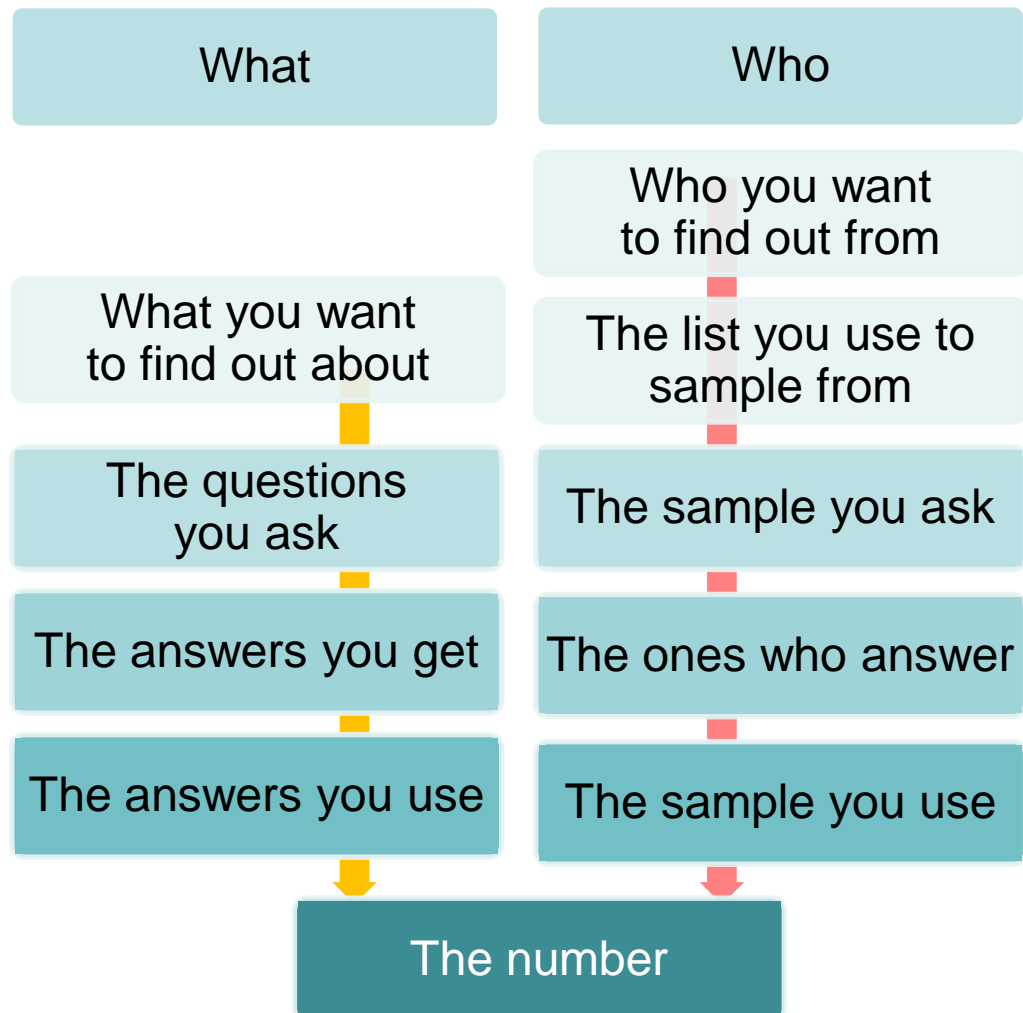 What
Who
Who you want
to find out from
What you want
to find out about
The list you use to
sample from
The questions
you ask
The sample you ask
The answers you get
The ones who answer
The answers you use
The sample you use
The number